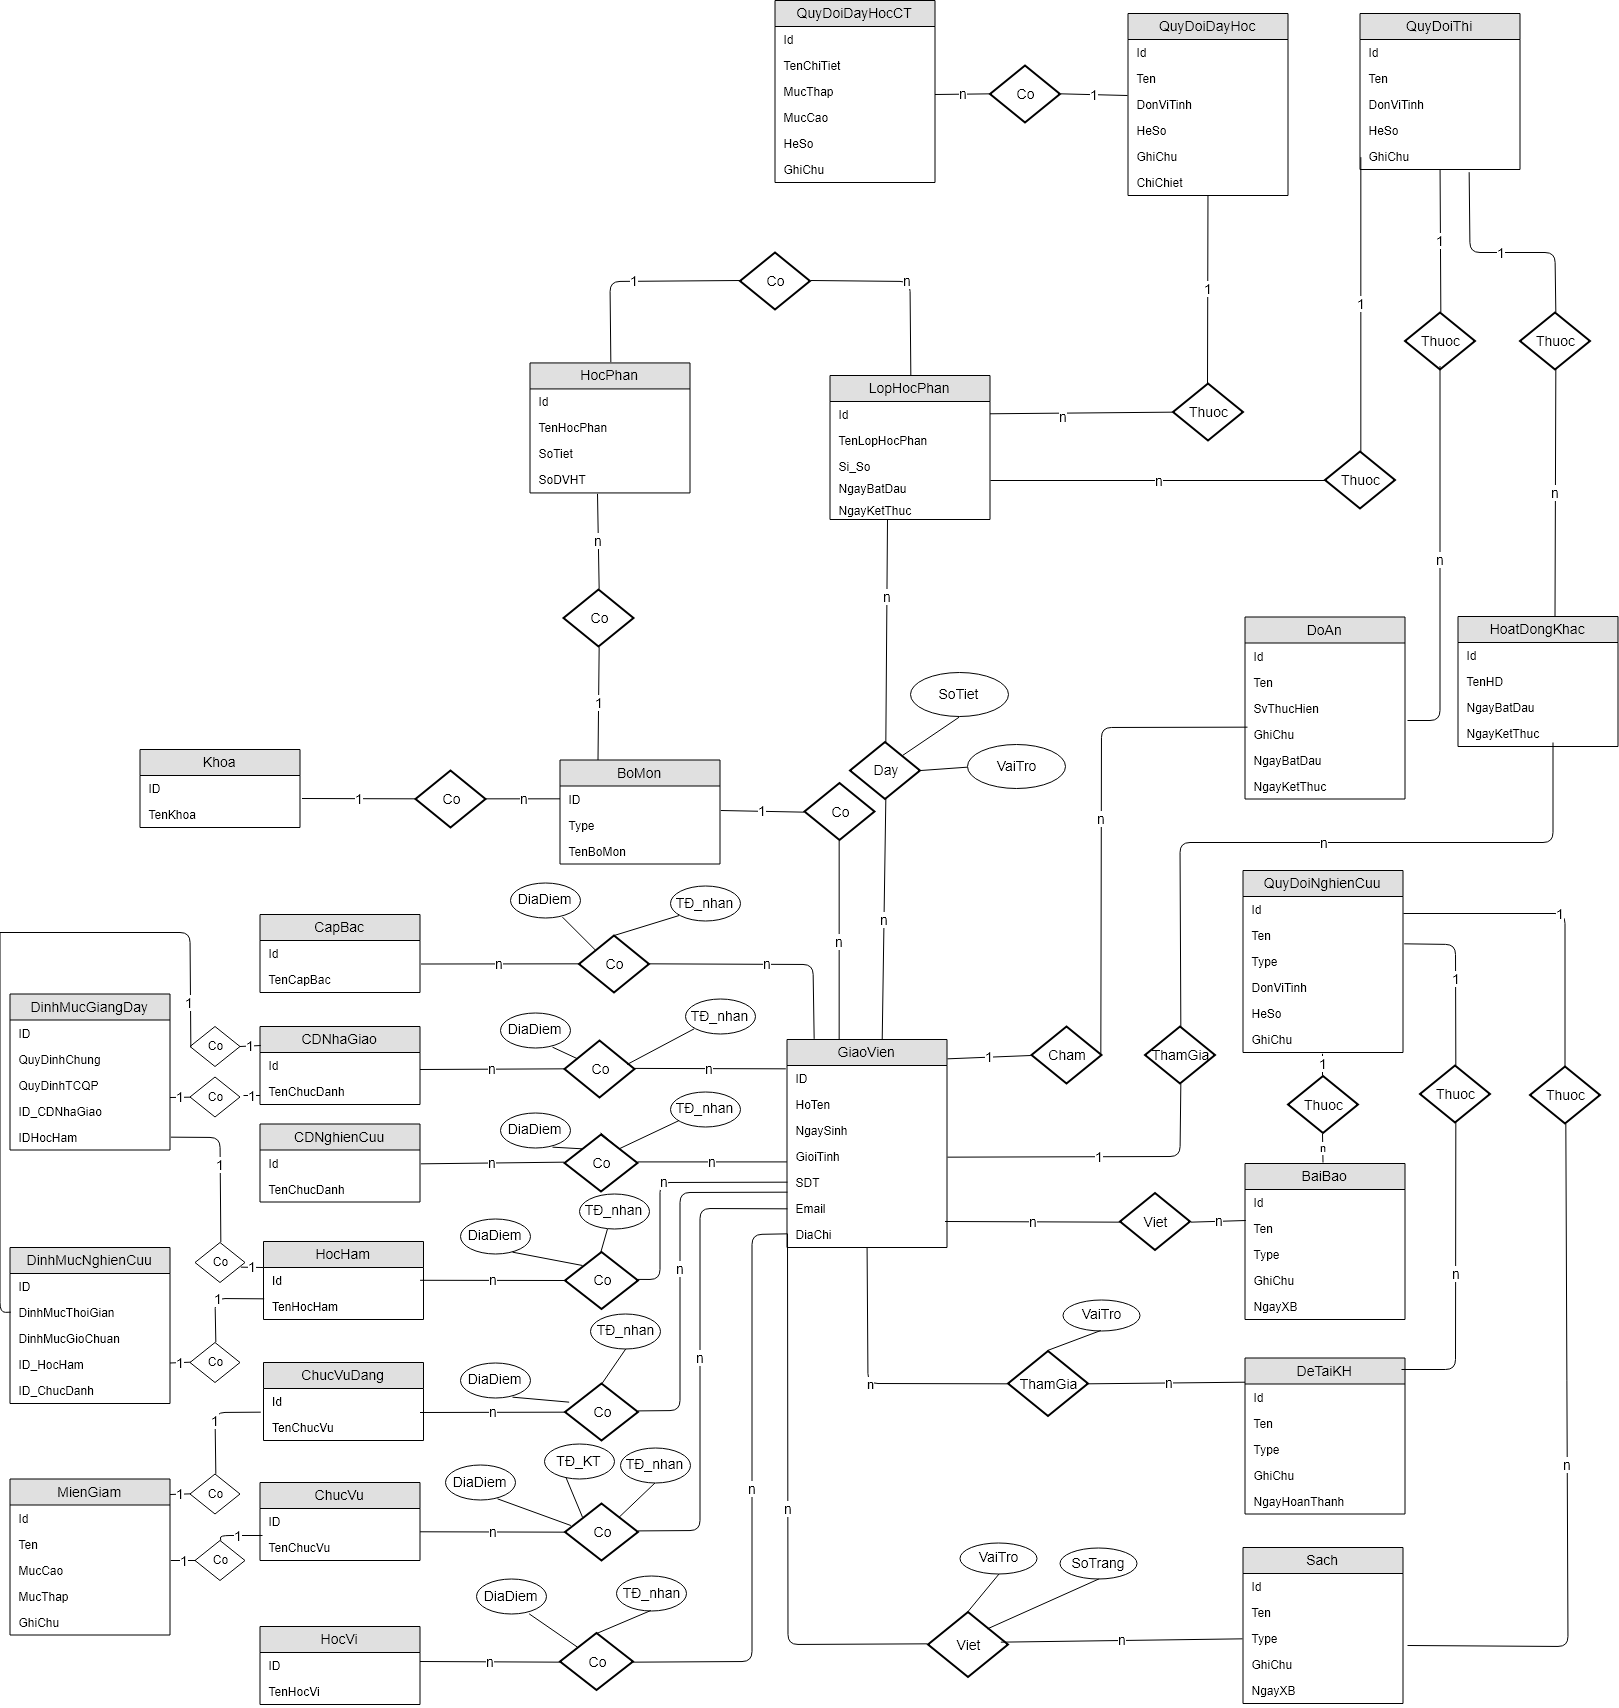 QuyDoiDayHocCT
Id
TenChiTiet
MucThap
MucCao
HeSo
GhiChu
n
Co
1
QuyDoiDayHoc
Id
Ten
DonViTinh
HeSo
GhiChu
ChiChiet
QuyDoiThi
Id
Ten
DonViTinh
HeSo
GhiChu
1
1
1
1
1
Co
n
Thuoc
Thuoc
HocPhan
Id
TenHocPhan
SoTiet
SoDVHT
LopHocPhan
Id
TenLopHocPhan
Si_So
NgayBatDau
NgayKetThuc
n
Thuoc
n
Thuoc
n
n
n
Co
1
n
DoAn
Id
Ten
SvThucHien
GhiChu
NgayBatDau
NgayKetThuc
HoatDongKhac
Id
TenHD
NgayBatDau
NgayKetThuc
SoTiet
VaiTro
Day
Khoa
ID
TenKhoa
1
Co
n
BoMon
ID
Type
TenBoMon
1
Co
n
n
n
n
QuyDoiNghienCuu
Id
Ten
Type
DonViTinh
HeSo
GhiChu
1
1
1
CapBac
Id
TenCapBac
n
DiaDiem
TĐ_nhan
Co
n
1
DinhMucGiangDay
ID
QuyDinhChung
QuyDinhTCQP
ID_CDNhaGiao
IDHocHam
Co
1
1
Co
1
1
CDNhaGiao
Id
TenChucDanh
n
DiaDiem
TĐ_nhan
Co
n
CDNghienCuu
Id
TenChucDanh
n
DiaDiem
TĐ_nhan
Co
n
GiaoVien
ID
HoTen
NgaySinh
GioiTinh
SDT
Email
DiaChi
1
Cham
ThamGia
1
Thuoc
n
Thuoc
Thuoc
n
Viet
n
BaiBao
Id
Ten
Type
GhiChu
NgayXB
n
n
DinhMucNghienCuu
ID
DinhMucThoiGian
DinhMucGioChuan
ID_HocHam
ID_ChucDanh
Co
1
1
1
Co
HocHam
Id
TenHocHam
n
DiaDiem
TĐ_nhan
Co
n
ChucVuDang
Id
TenChucVu
n
DiaDiem
TĐ_nhan
Co
n
VaiTro
n
ThamGia
n
DeTaiKH
Id
Ten
Type
GhiChu
NgayHoanThanh
MienGiam
Id
Ten
MucCao
MucThap
GhiChu
1
1
Co
1
1
Co
ChucVu
ID
TenChucVu
n
DiaDiem
TĐ_KT
TĐ_nhan
Co
n
n
n
HocVi
ID
TenHocVi
n
DiaDiem
TĐ_nhan
Co
VaiTro
SoTrang
Viet
n
Sach
Id
Ten
Type
GhiChu
NgayXB